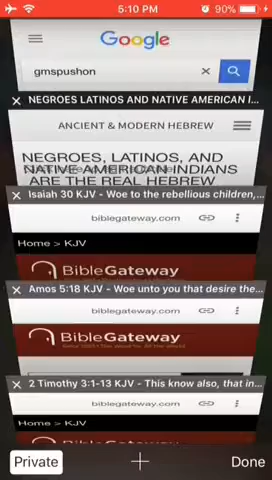 5:10 PM
90%
Google
gmspushon
NEGROES LATINOS AND NATIVE AMERICAN I...
ANCIENT & MODERN HEBREW
NEGROES, LATINOS, AND
NATIVE AMERICAN INDIANS
ARE THE REAL HEBREW
Isaiah 30 KJV - Woe to the rebellious children,...
biblegateway.com
Home > KJV
BibleGateway
Amos 5:18 KJV - Woe unto you that desire the...
biblegateway.com
BibleGateway
2 Timothy 3:1-13 KJV - This know also, that in...
biblegateway.com
Home > KJV
BibleGateway
Private
Done